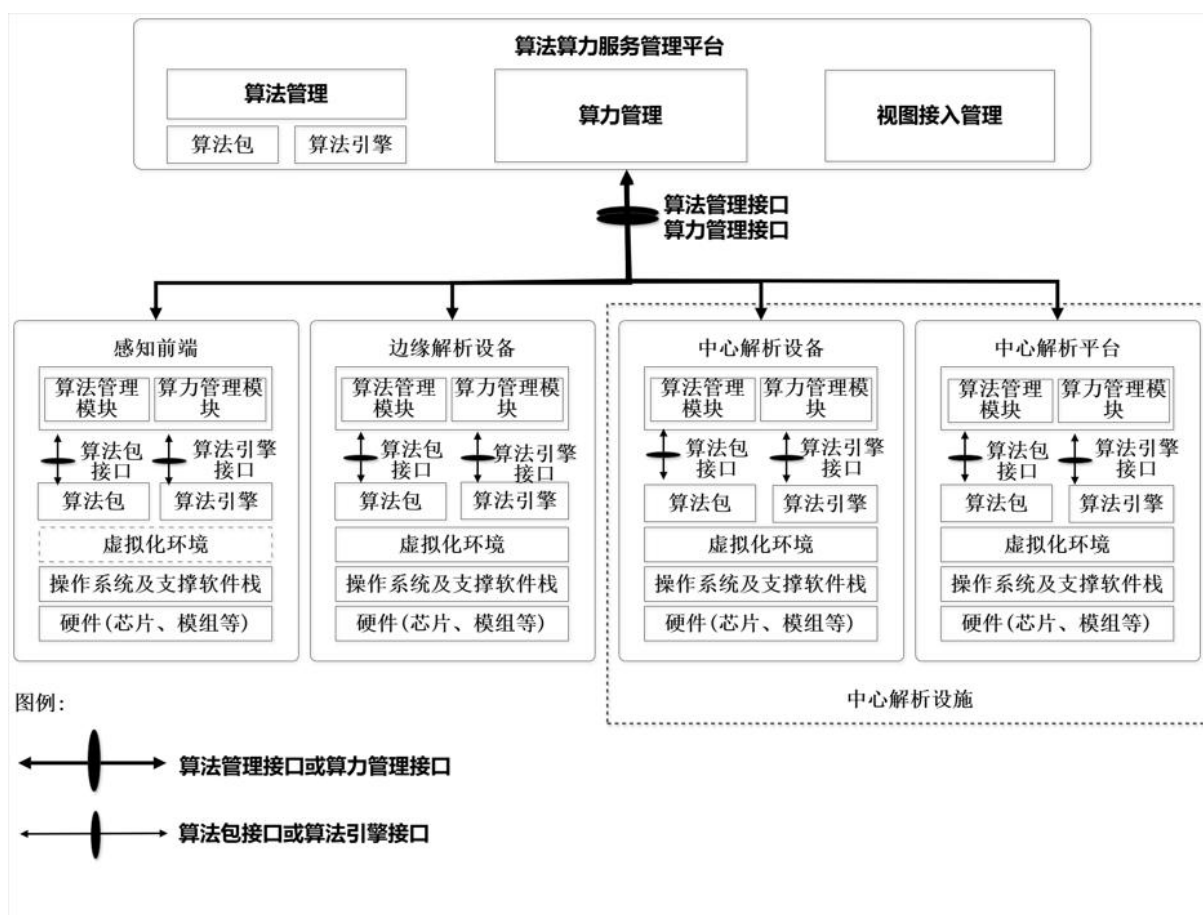 算法算力服务管理平台
算法管理
算法包
算法引擎
算力管理
视图接入管理
算法管理接口
算力管理接口
感知前端
算法管理
模块
算力管理模
块
算法包
接口
算法引擎
接口
算法包
算法引擎
虚拟化环境
操作系统及支撑软件栈
硬件(芯片、模组等)
边缘解析设备
算法管理
模块
算力管理模
块
算法包
接口
算法引擎
接口
算法包
算法引擎
虚拟化环境
操作系统及支撑软件栈
硬件(芯片、模组等)
中心解析设备
算法管理
模块
算力管理模
块
算法包
接口
算法引擎
接口
算法包
算法引擎
虚拟化环境
操作系统及支撑软件栈
硬件(芯片、模组等)
中心解析平台
算法管理
模块
算力管理模
块
算法包
接口
算法引擎
接口
算法包
算法引擎
虚拟化环境
操作系统及支撑软件栈
硬件(芯片、模组等)
中心解析设施
图例:
算法管理接口或算力管理接口
算法包接口或算法引擎接口